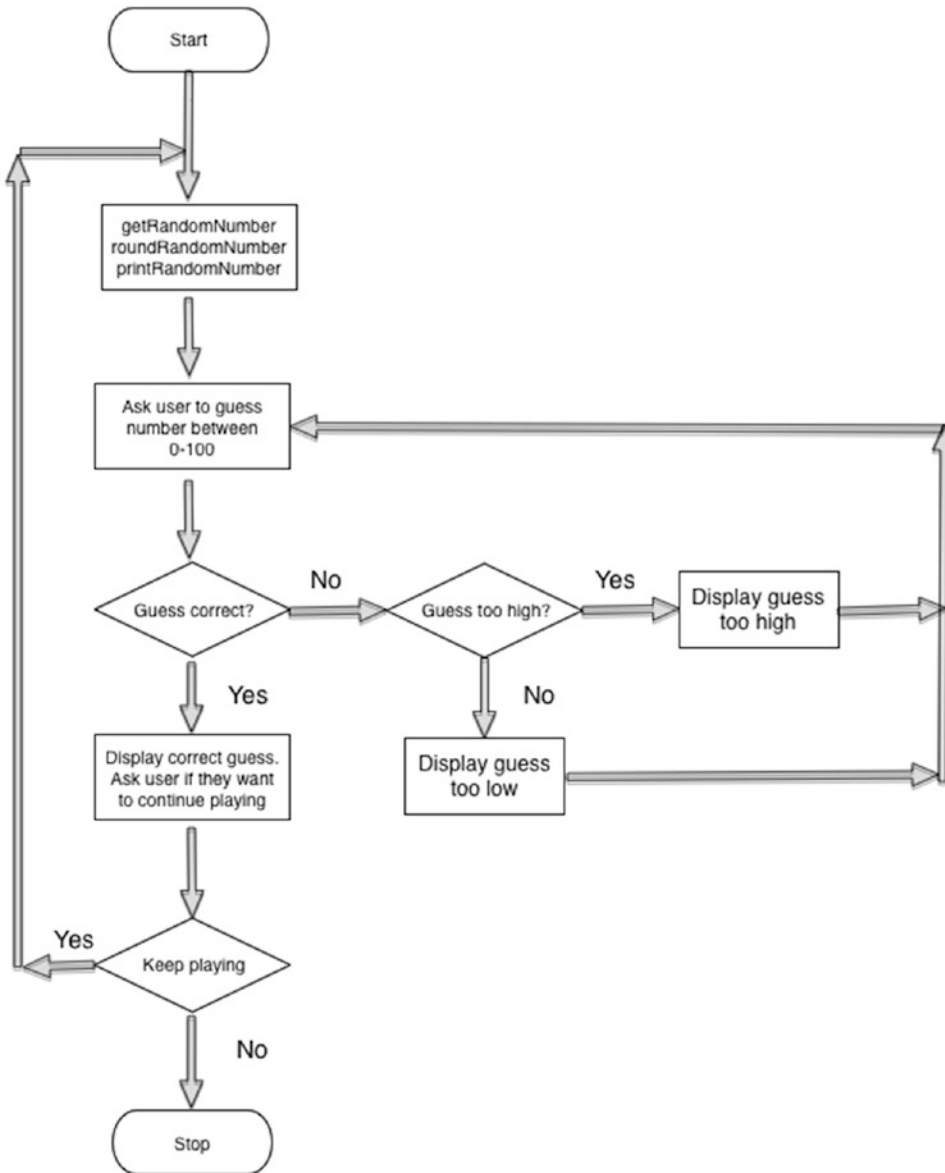 Start
getRandomNumber
roundRandomNumber
printRandomNumber
Ask user to guess
number between
0-100
Guess correct?
No
Guess too high?
Yes
Display guess
too high
Yes
No
Display correct guess.
Ask user if they want
to continue playing
Display guess
too low
Yes
Keep playing
No
Stop